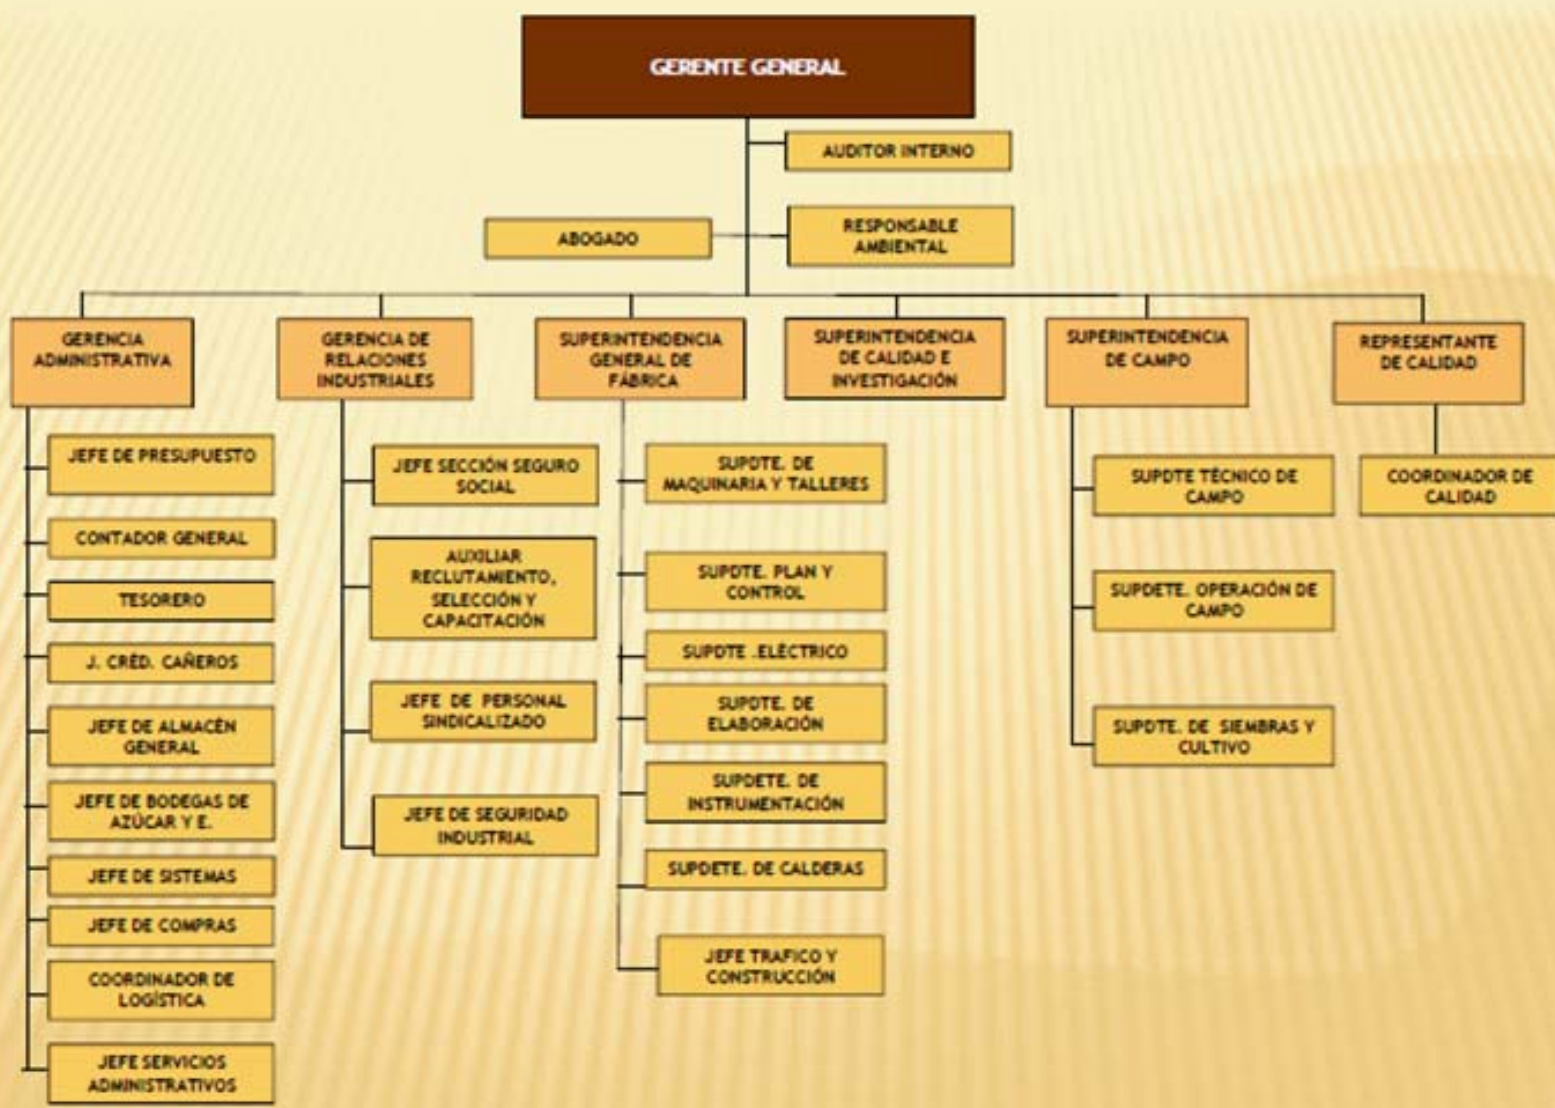 GERENTE GENERAL
AUDITOR INTERNO
ABOGADO
RESPONSABLE
AMBIENTAL
GERENCIA
ADMINISTRATIVA
JEFE DE PRESUPUESTO
CONTADOR GENERAL
TESORERO
J. CRÉD. CAÑEROS
JEFE DE ALMACÉN
GENERAL
JEFE DE BODEGAS DE
AZÚCAR Y E.
JEFE DE SISTEMAS
JEFE DE COMPRAS
COORDINADOR DE
LOGÍSTICA
JEFE SERVICIOS
ADMINISTRATIVOS
GERENCIA DE
RELACIONES
INDUSTRIALES
JEFE SECCIÓN SEGURO
SOCIAL
AUXILIAR
RECLUTAMIENTO,
SELECCIÓN Y
CAPACITACIÓN
JEFE DE PERSONAL
SINDICALIZADO
JEFE DE SEGURIDAD
INDUSTRIAL
SUPERINTENDENCIA
GENERAL DE
FÁBRICA
SUPDTE. DE
MAQUINARIA Y TALLERES
SUPDTE. PLAN Y
CONTROL
SUPDTE .ELÉCTRICO
SUPDTE. DE
ELABORACIÓN
SUPDETE. DE
INSTRUMENTACIÓN
SUPDETE. DE CALDERAS
JEFE TRAFICO Y
CONSTRUCCIÓN
SUPERINTENDENCIA
DE CALIDAD E
INVESTIGACIÓN
SUPERINTENDENCIA
DE CAMPO
SUPDTE TÉCNICO DE
CAMPO
SUPDETE. OPERACIÓN DE
CAMPO
SUPDTE. DE SIEMBRAS Y
CULTIVO
REPRESENTANTE
DE CALIDAD
COORDINADOR DE
CALIDAD